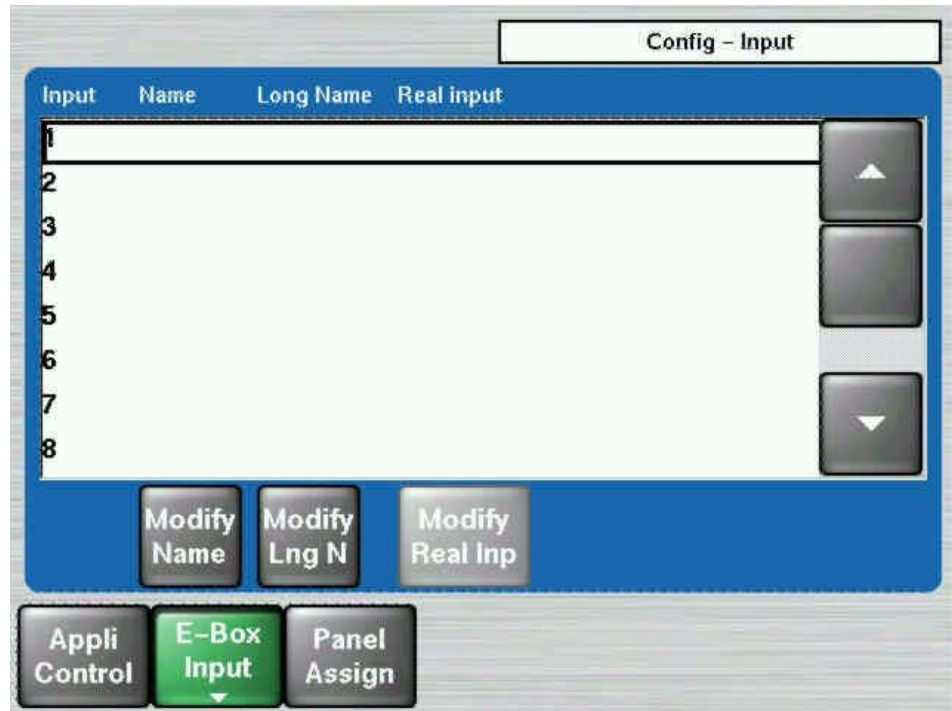 Config – Input
Input Name Long Name Real input
1
2
3
4
5
6
7
8
Modify Name
Modify Lng N
Modify Real Inp
Appli Control
E–Box Input
Panel Assign